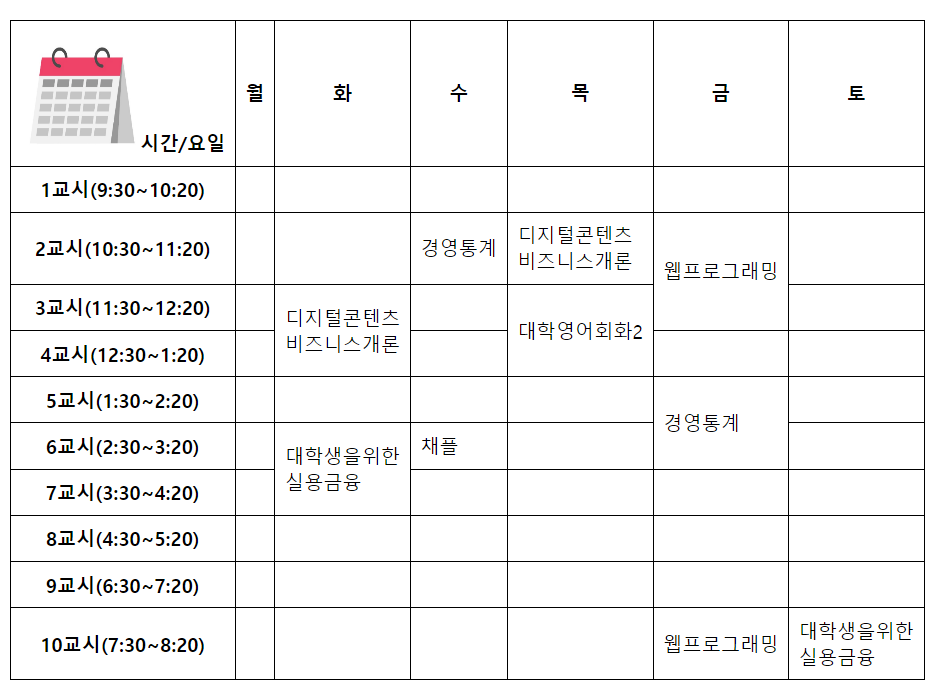 시간/요일 월 화 수 목 금 토
1교시(9:30~10:20)
2교시(10:30~11:20) 경영통계 디지털콘텐츠
비즈니스개론
웹프로그래밍
3교시(11:30~12:20) 디지털콘텐츠
비즈니스개론
대학영어회화2
4교시(12:30~1:20)
5교시(1:30~2:20) 경영통계
6교시(2:30~3:20) 대학생을위한
실용금융
채플
7교시(3:30~4:20)
8교시(4:30~5:20)
9교시(6:30~7:20)
10교시(7:30~8:20) 웹프로그래밍 대학생을위한
실용금융